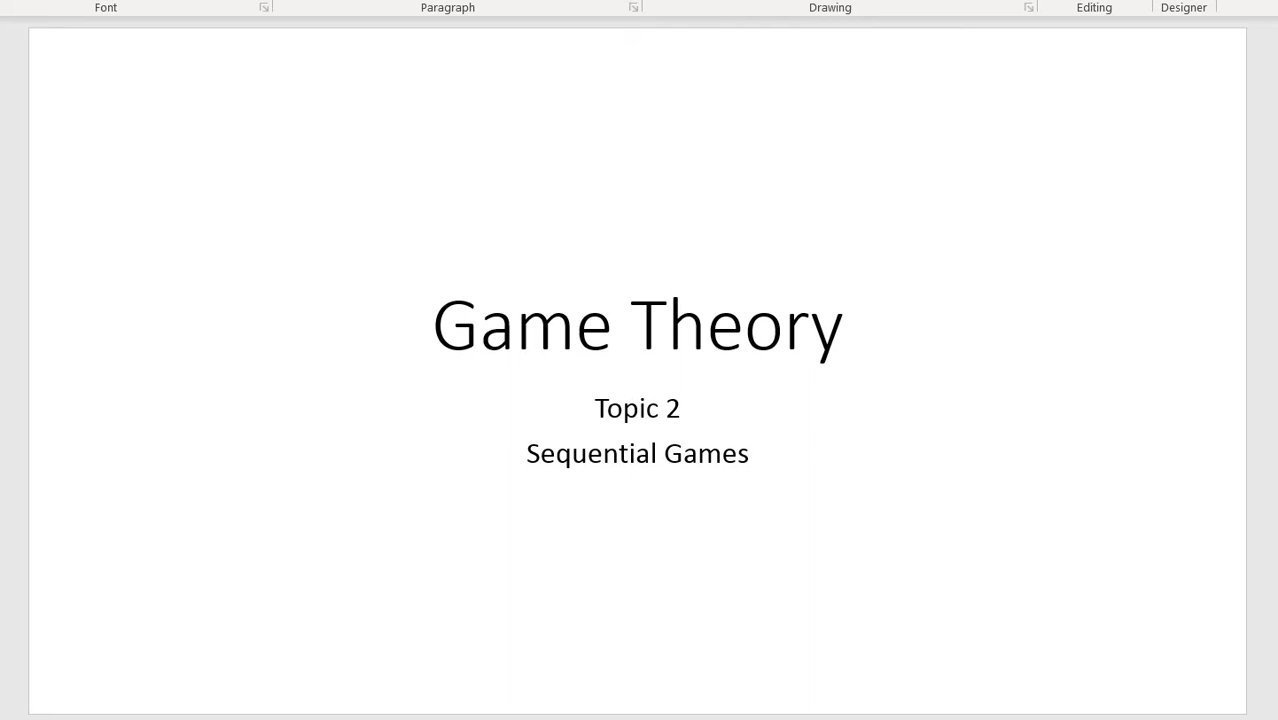 Font Paragraph Drawing Editing Designer
Game Theory
Topic 2
Sequential Games